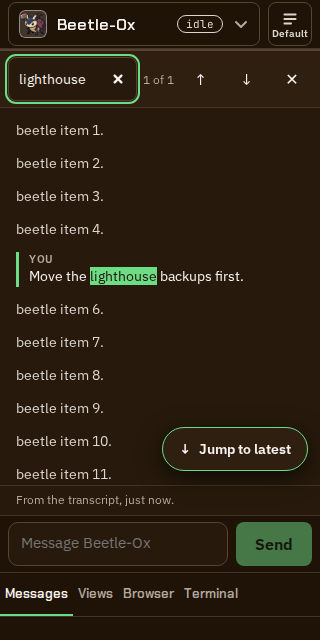 Beetle-Ox
idle
Default
lighthouse
1 of 1
beetle item 1.
beetle item 2.
beetle item 3.
beetle item 4.
YOU
Move the lighthouse backups first.
beetle item 6.
beetle item 7.
beetle item 8.
beetle item 9.
beetle item 10.
↓ Jump to latest
beetle item 11.
From the transcript, just now.
Message Beetle-Ox
Send
Messages Views Browser Terminal